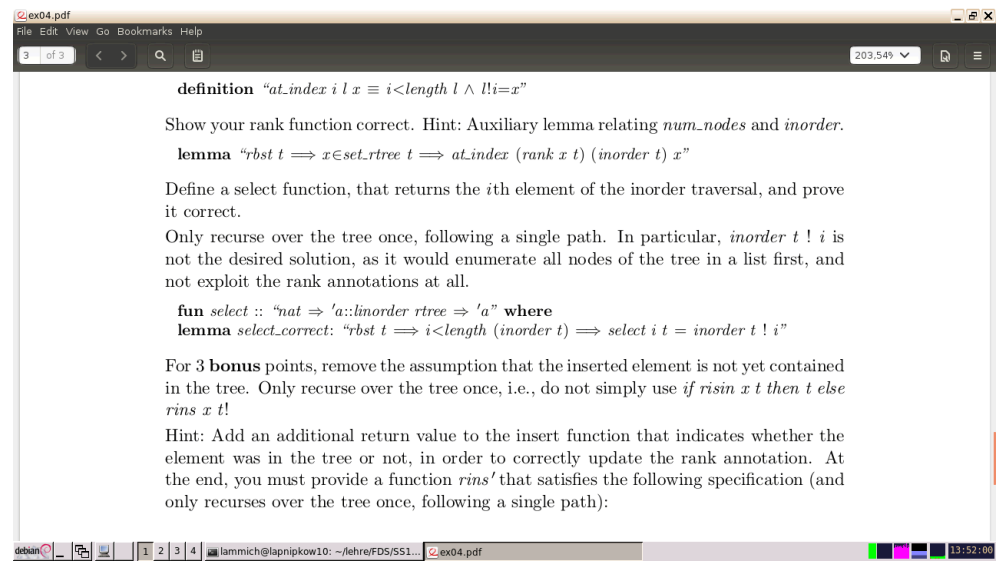 ex04.pdf
File Edit View Go Bookmarks Help
3 of 3
203,54%
definition “at_index i l x ≡ i<length l ∧ l!i=x”
Show your rank function correct. Hint: Auxiliary lemma relating num_nodes and inorder.
lemma “rbst t ⟹ x∈set_rtree t ⟹ at_index (rank x t) (inorder t) x”
Define a select function, that returns the ith element of the inorder traversal, and prove
it correct.
Only recurse over the tree once, following a single path. In particular, inorder t ! i is
not the desired solution, as it would enumerate all nodes of the tree in a list first, and
not exploit the rank annotations at all.
fun select :: “nat ⇒ 'a::linorder rtree ⇒ 'a” where
lemma select_correct: “rbst t ⟹ i<length (inorder t) ⟹ select i t = inorder t ! i”
For 3 bonus points, remove the assumption that the inserted element is not yet contained
in the tree. Only recurse over the tree once, i.e., do not simply use if risin x t then t else
rins x t!
Hint: Add an additional return value to the insert function that indicates whether the
element was in the tree or not, in order to correctly update the rank annotation. At
the end, you must provide a function rins' that satisfies the following specification (and
only recurses over the tree once, following a single path):
debian 1 2 3 4 lammich@lapnipkow10: ~/lehre/FDS/SS1... ex04.pdf 13:52:00